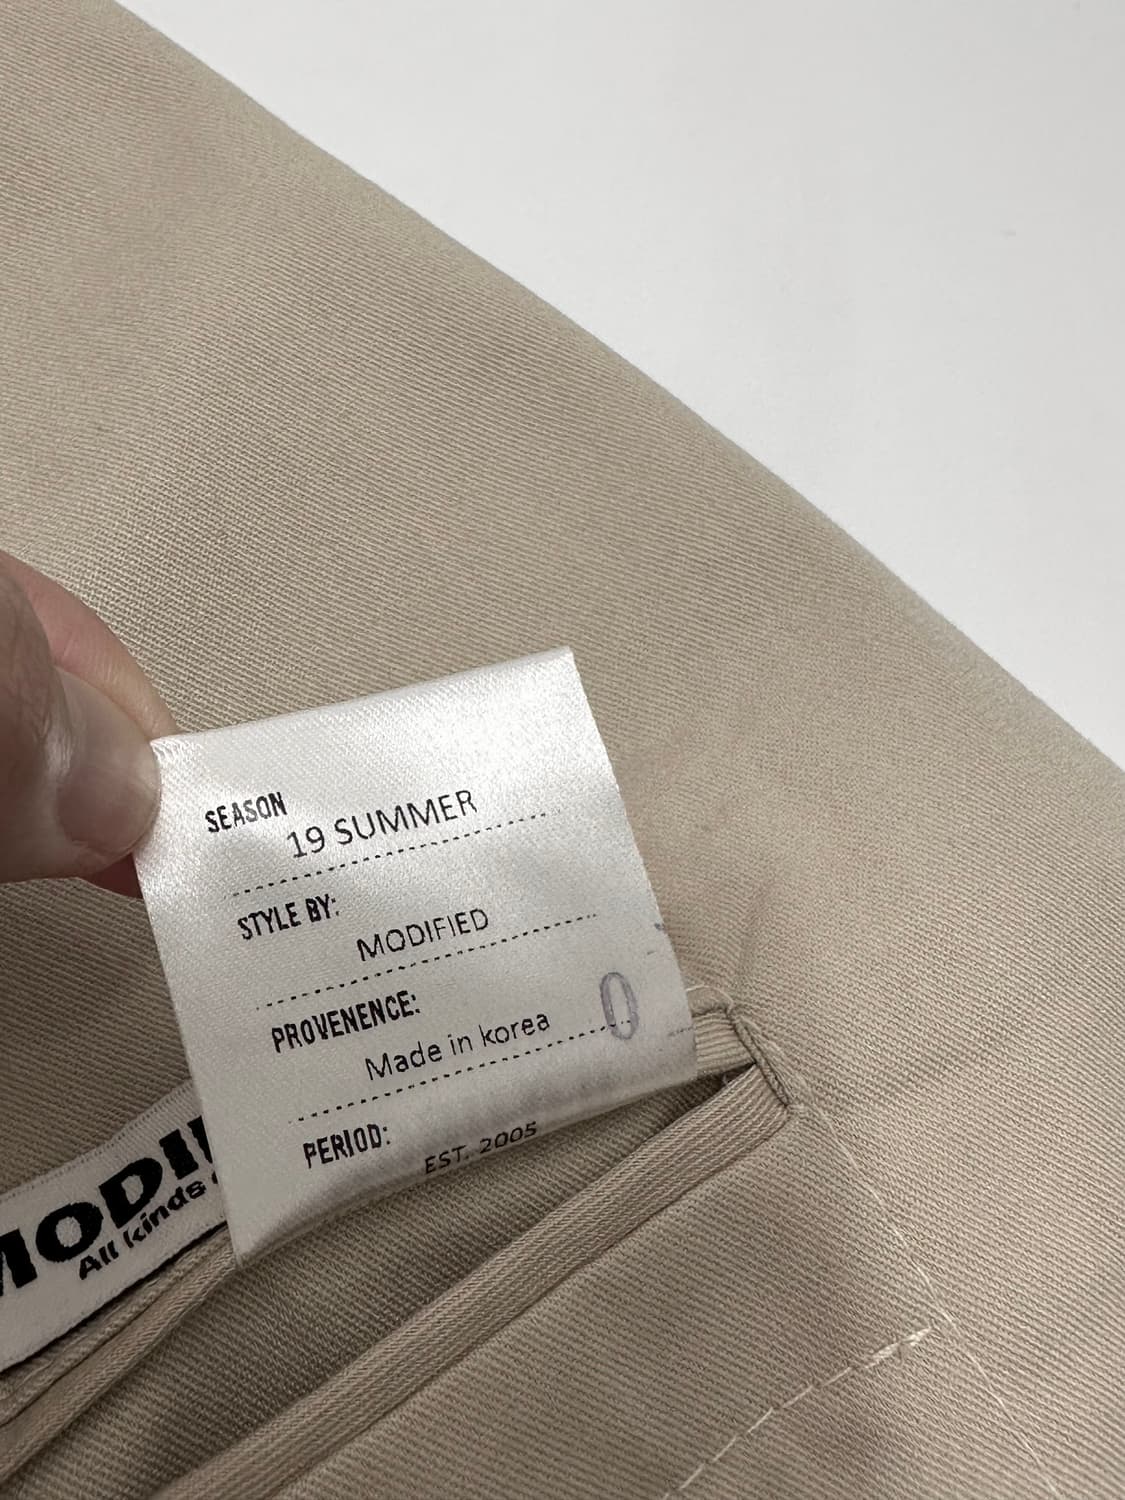 SEASON
19 SUMMER
STYLE BY:
MODIFIED
PROVENENCE:
Made in korea
0
PERIOD:
EST. 2005
MODI
All kinds